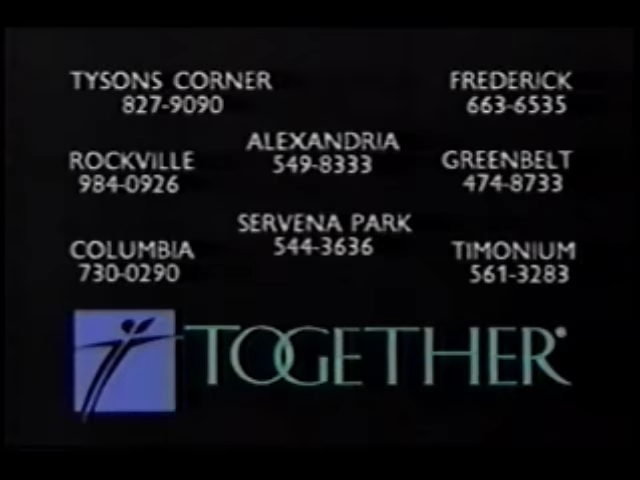 TYSONS CORNER
827-9090
FREDERICK
663-6535
ALEXANDRIA
549-8333
ROCKVILLE
984-0926
GREENBELT
474-8733
SERVENA PARK
544-3636
COLUMBIA
730-0290
TIMONIUM
561-3283
TOGETHER®